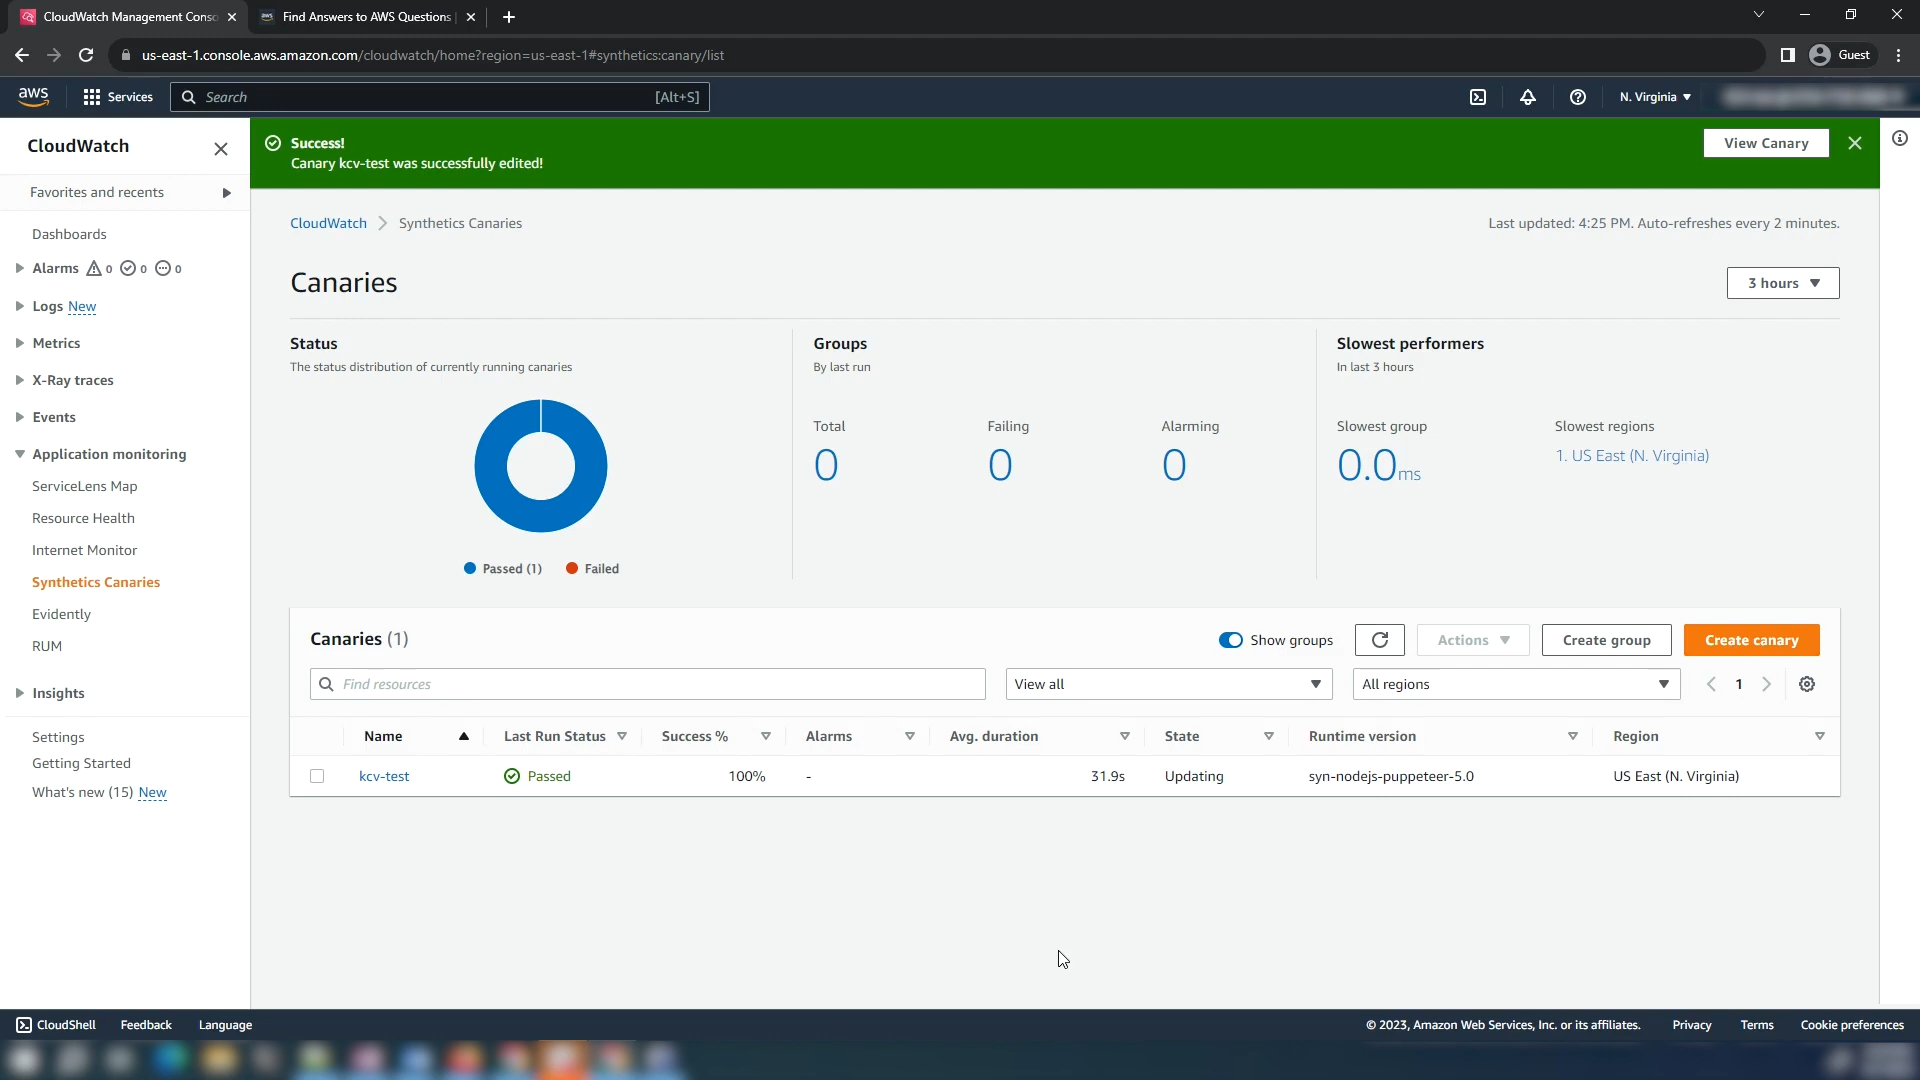 CloudWatch Management Conso
Find Answers to AWS Questions
us-east-1.console.aws.amazon.com/cloudwatch/home?region=us-east-1#synthetics:canary/list
Guest
aws
Services
Search
[Alt+S]
N. Virginia
CloudWatch
Favorites and recents
Dashboards
Alarms 0 0 0
Logs New
Metrics
X-Ray traces
Events
Application monitoring
ServiceLens Map
Resource Health
Internet Monitor
Synthetics Canaries
Evidently
RUM
Insights
Settings
Getting Started
What's new (15) New
Success!
Canary kcv-test was successfully edited!
View Canary
CloudWatch Synthetics Canaries
Last updated: 4:25 PM. Auto-refreshes every 2 minutes.
Canaries
3 hours
Status
The status distribution of currently running canaries
Passed (1) Failed
Groups
By last run
Total Failing Alarming
0 0 0
Slowest performers
In last 3 hours
Slowest group
0.0ms
Slowest regions
1. US East (N. Virginia)
Canaries (1)
Show groups
Actions
Create group
Create canary
Find resources
View all
All regions
1
Name Last Run Status Success % Alarms Avg. duration State Runtime version Region
kcv-test Passed 100% - 31.9s Updating syn-nodejs-puppeteer-5.0 US East (N. Virginia)
CloudShell Feedback Language
© 2023, Amazon Web Services, Inc. or its affiliates. Privacy Terms Cookie preferences